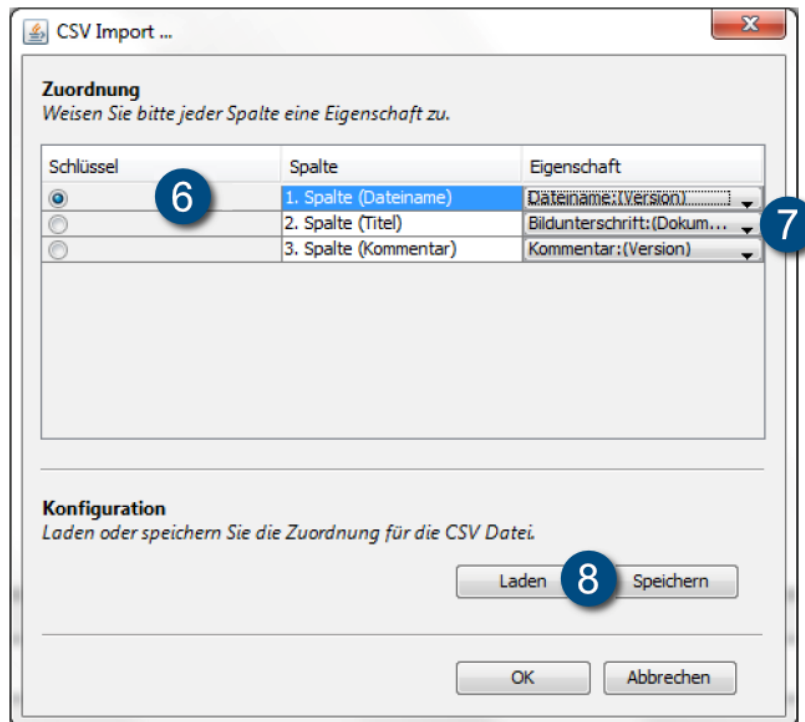 CSV Import ...
Zuordnung
Weisen Sie bitte jeder Spalte eine Eigenschaft zu.
Schlüssel Spalte Eigenschaft
6 1. Spalte (Dateiname) Dateiname:(Version)
2. Spalte (Titel) Bildunterschrift:(Dokum... 7
3. Spalte (Kommentar) Kommentar:(Version)
Konfiguration
Laden oder speichern Sie die Zuordnung für die CSV Datei.
Laden 8 Speichern
OK Abbrechen